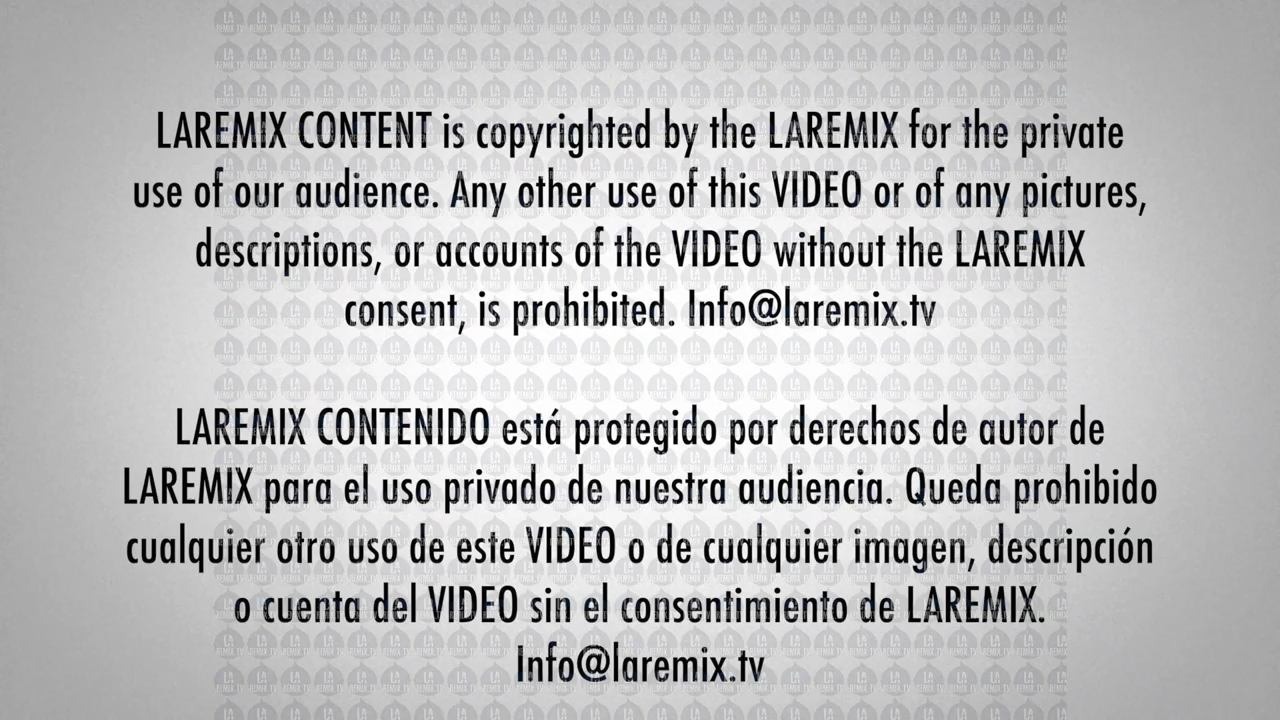 LAREMIX CONTENT is copyrighted by the LAREMIX for the private
use of our audience. Any other use of this VIDEO or of any pictures,
descriptions, or accounts of the VIDEO without the LAREMIX
consent, is prohibited. Info@laremix.tv
LAREMIX CONTENIDO está protegido por derechos de autor de
LAREMIX para el uso privado de nuestra audiencia. Queda prohibido
cualquier otro uso de este VIDEO o de cualquier imagen, descripción
o cuenta del VIDEO sin el consentimiento de LAREMIX.
Info@laremix.tv